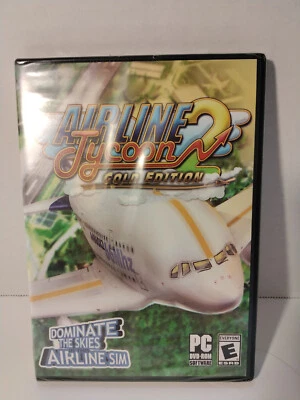 AIRLINE
Tycoon 2
GOLD EDITION
DOMINATE
THE SKIES
AIRLINE SIM
PC
DVD-ROM
SOFTWARE
EVERYONE
E
ESRB